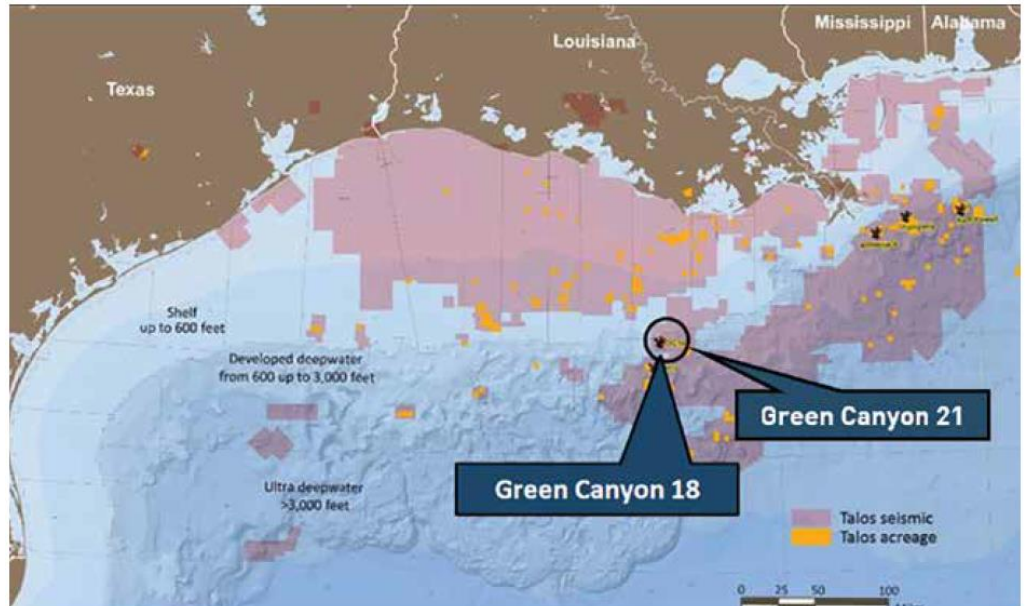 Mississippi
Alabama
Louisiana
Texas
Shelf
up to 600 feet
Developed deepwater
from 600 up to 3,000 feet
Green Canyon 21
Green Canyon 18
Ultra deepwater
>3,000 feet
Talos seismic
Talos acreage
0 25 50 100